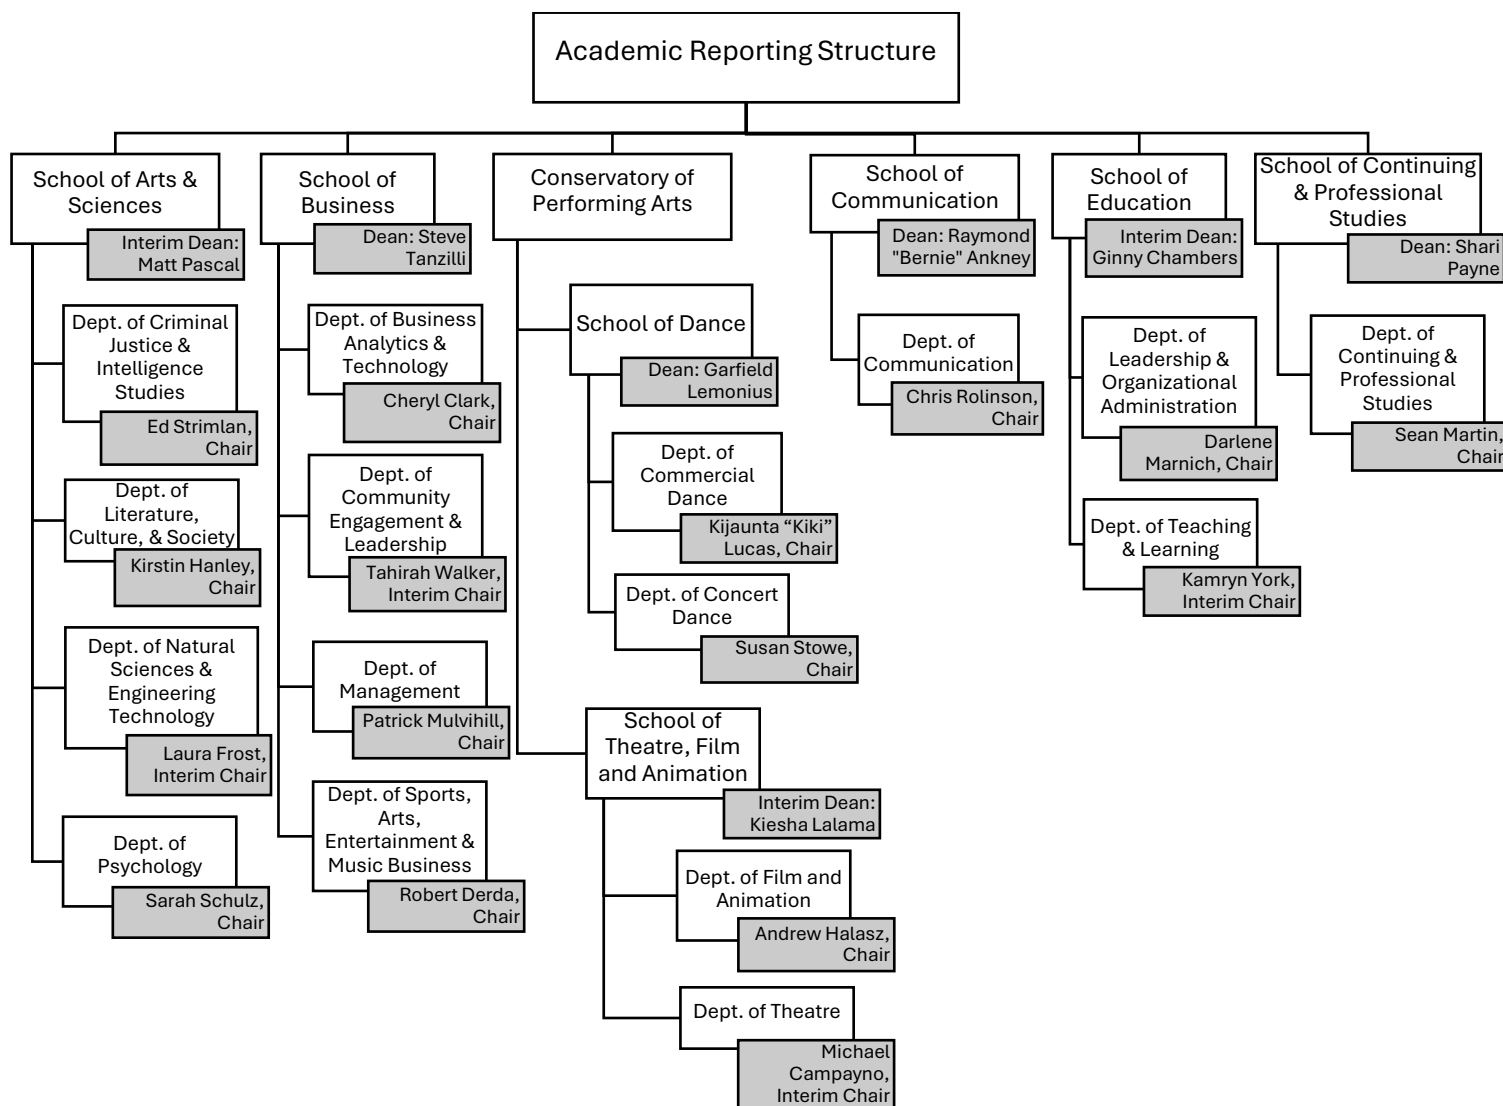 Academic Reporting Structure
School of Arts &
Sciences
Interim Dean:
Matt Pascal
Dept. of Criminal
Justice &
Intelligence
Studies
Ed Strimlan,
Chair
Dept. of
Literature,
Culture, & Society
Kirstin Hanley,
Chair
Dept. of Natural
Sciences &
Engineering
Technology
Laura Frost,
Interim Chair
Dept. of
Psychology
Sarah Schulz,
Chair
School of
Business
Dean: Steve
Tanzilli
Dept. of Business
Analytics &
Technology
Cheryl Clark,
Chair
Dept. of
Community
Engagement &
Leadership
Tahirah Walker,
Interim Chair
Dept. of
Management
Patrick Mulvihill,
Chair
Dept. of Sports,
Arts,
Entertainment &
Music Business
Robert Derda,
Chair
Conservatory of
Performing Arts
School of Dance
Dean: Garfield
Lemonius
Dept. of
Commercial
Dance
Kijaunta “Kiki”
Lucas, Chair
Dept. of Concert
Dance
Susan Stowe,
Chair
School of
Theatre, Film
and Animation
Interim Dean:
Kiesha Lalama
Dept. of Film and
Animation
Andrew Halasz,
Chair
Dept. of Theatre
Michael
Campayno,
Interim Chair
School of
Communication
Dean: Raymond
"Bernie" Ankney
Dept. of
Communication
Chris Rolinson,
Chair
School of
Education
Interim Dean:
Ginny Chambers
Dept. of
Leadership &
Organizational
Administration
Darlene
Marnich, Chair
Dept. of Teaching
& Learning
Kamryn York,
Interim Chair
School of Continuing
& Professional
Studies
Dean: Shari
Payne
Dept. of
Continuing &
Professional
Studies
Sean Martin,
Chair